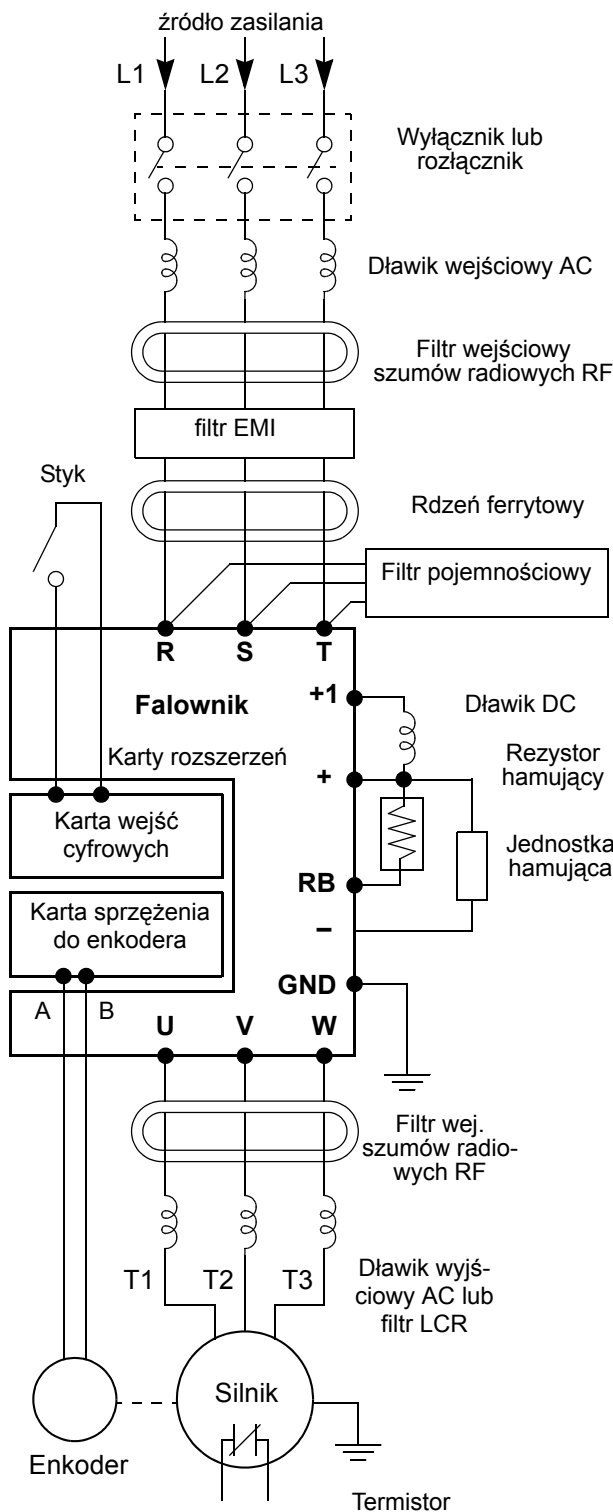 źródło zasilania
L1 L2 L3
Wyłącznik lub
rozłącznik
Dławik wejściowy AC
Filtr wejściowy
szumów radiowych RF
filtr EMI
Styk
Rdzeń ferrytowy
Filtr pojemnościowy
R S T
Falownik
+1
Dławik DC
Karty rozszerzeń
+
Rezystor
hamujący
Karta wejść
cyfrowych
Jednostka
hamująca
RB
Karta sprzężenia
do enkodera
–
GND
A B
U V W
Filtr wej.
szumów radio-
wych RF
T1 T2 T3
Dławik wyjś-
ciowy AC lub
filtr LCR
Silnik
Enkoder
Termistor